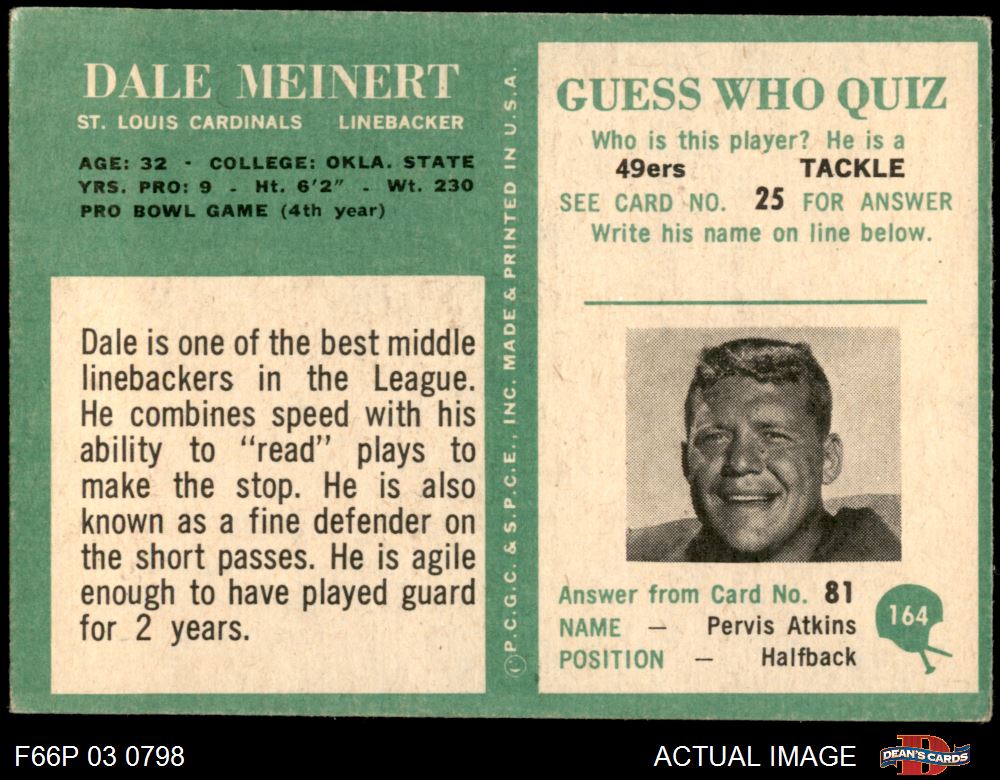 DALE MEINERT
ST. LOUIS CARDINALS LINEBACKER
AGE: 32 - COLLEGE: OKLA. STATE
YRS. PRO: 9 - Ht. 6'2" - Wt. 230
PRO BOWL GAME (4th year)
Dale is one of the best middle
linebackers in the League.
He combines speed with his
ability to "read" plays to
make the stop. He is also
known as a fine defender on
the short passes. He is agile
enough to have played guard
for 2 years.
© P.C.G.C. & S.P.C.E., INC. MADE & PRINTED IN U.S.A.
GUESS WHO QUIZ
Who is this player? He is a
49ers TACKLE
SEE CARD NO. 25 FOR ANSWER
Write his name on line below.
Answer from Card No. 81
NAME — Pervis Atkins
POSITION — Halfback
164
F66P 03 0798
ACTUAL IMAGE
DEAN'S CARDS